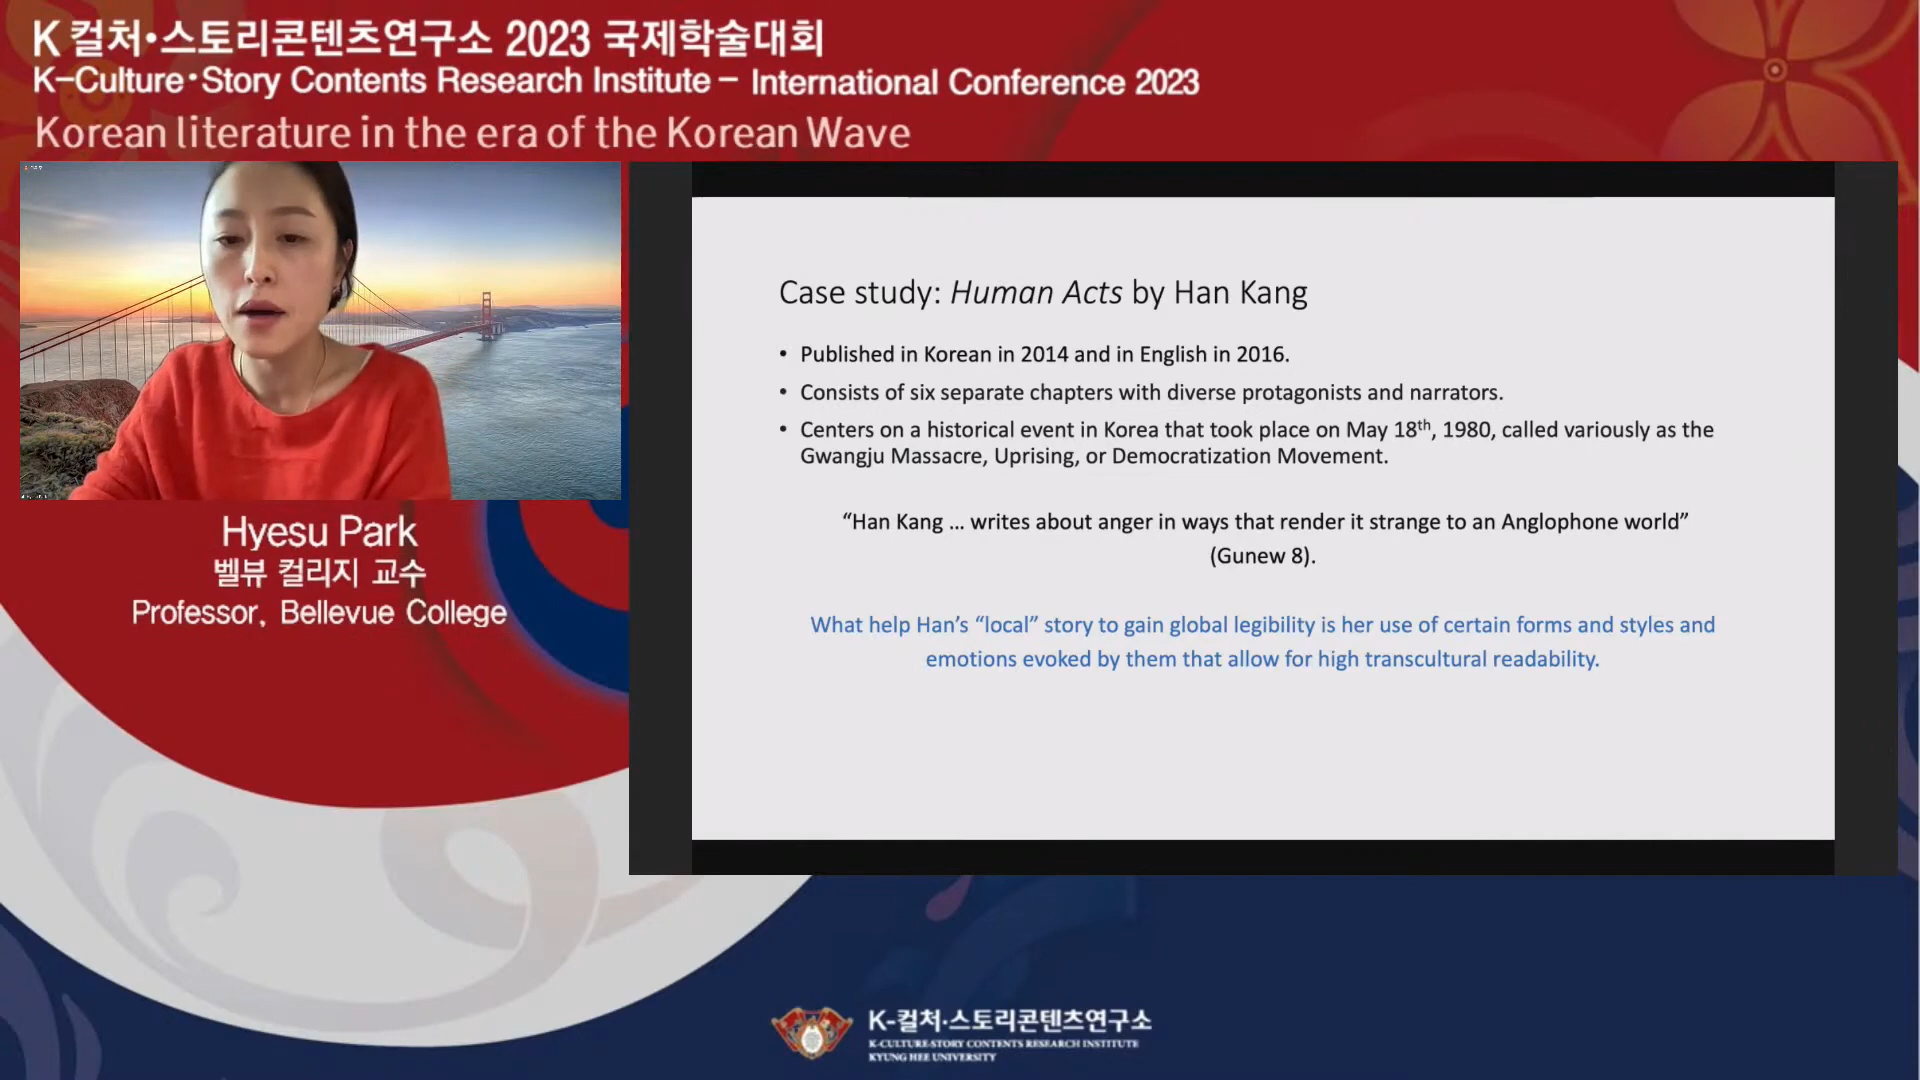 K 컬처•스토리콘텐츠연구소 2023 국제학술대회
K-Culture•Story Contents Research Institute - International Conference 2023
Korean literature in the era of the Korean Wave
Hyesu Park
벨뷰 컬리지 교수
Professor, Bellevue College
Case study: Human Acts by Han Kang
• Published in Korean in 2014 and in English in 2016.
• Consists of six separate chapters with diverse protagonists and narrators.
• Centers on a historical event in Korea that took place on May 18th, 1980, called variously as the
Gwangju Massacre, Uprising, or Democratization Movement.
“Han Kang ... writes about anger in ways that render it strange to an Anglophone world”
(Gunew 8).
What help Han’s “local” story to gain global legibility is her use of certain forms and styles and
emotions evoked by them that allow for high transcultural readability.
K-컬처·스토리콘텐츠연구소
K-CULTURE·STORY CONTENTS RESEARCH INSTITUTE
KYUNG HEE UNIVERSITY